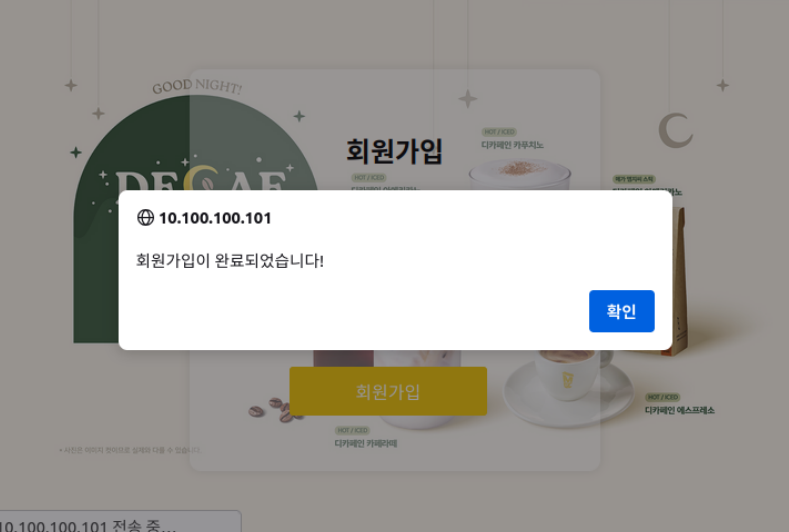 GOOD NIGHT!
DECAF
회원가입
HOT / ICED
디카페인 카푸치노
HOT / ICED
10.100.100.101
회원가입이 완료되었습니다!
확인
회원가입
HOT / ICED
디카페인 에스프레소
HOT / ICED
디카페인 카페라떼
10.100.100.101 전송 중...